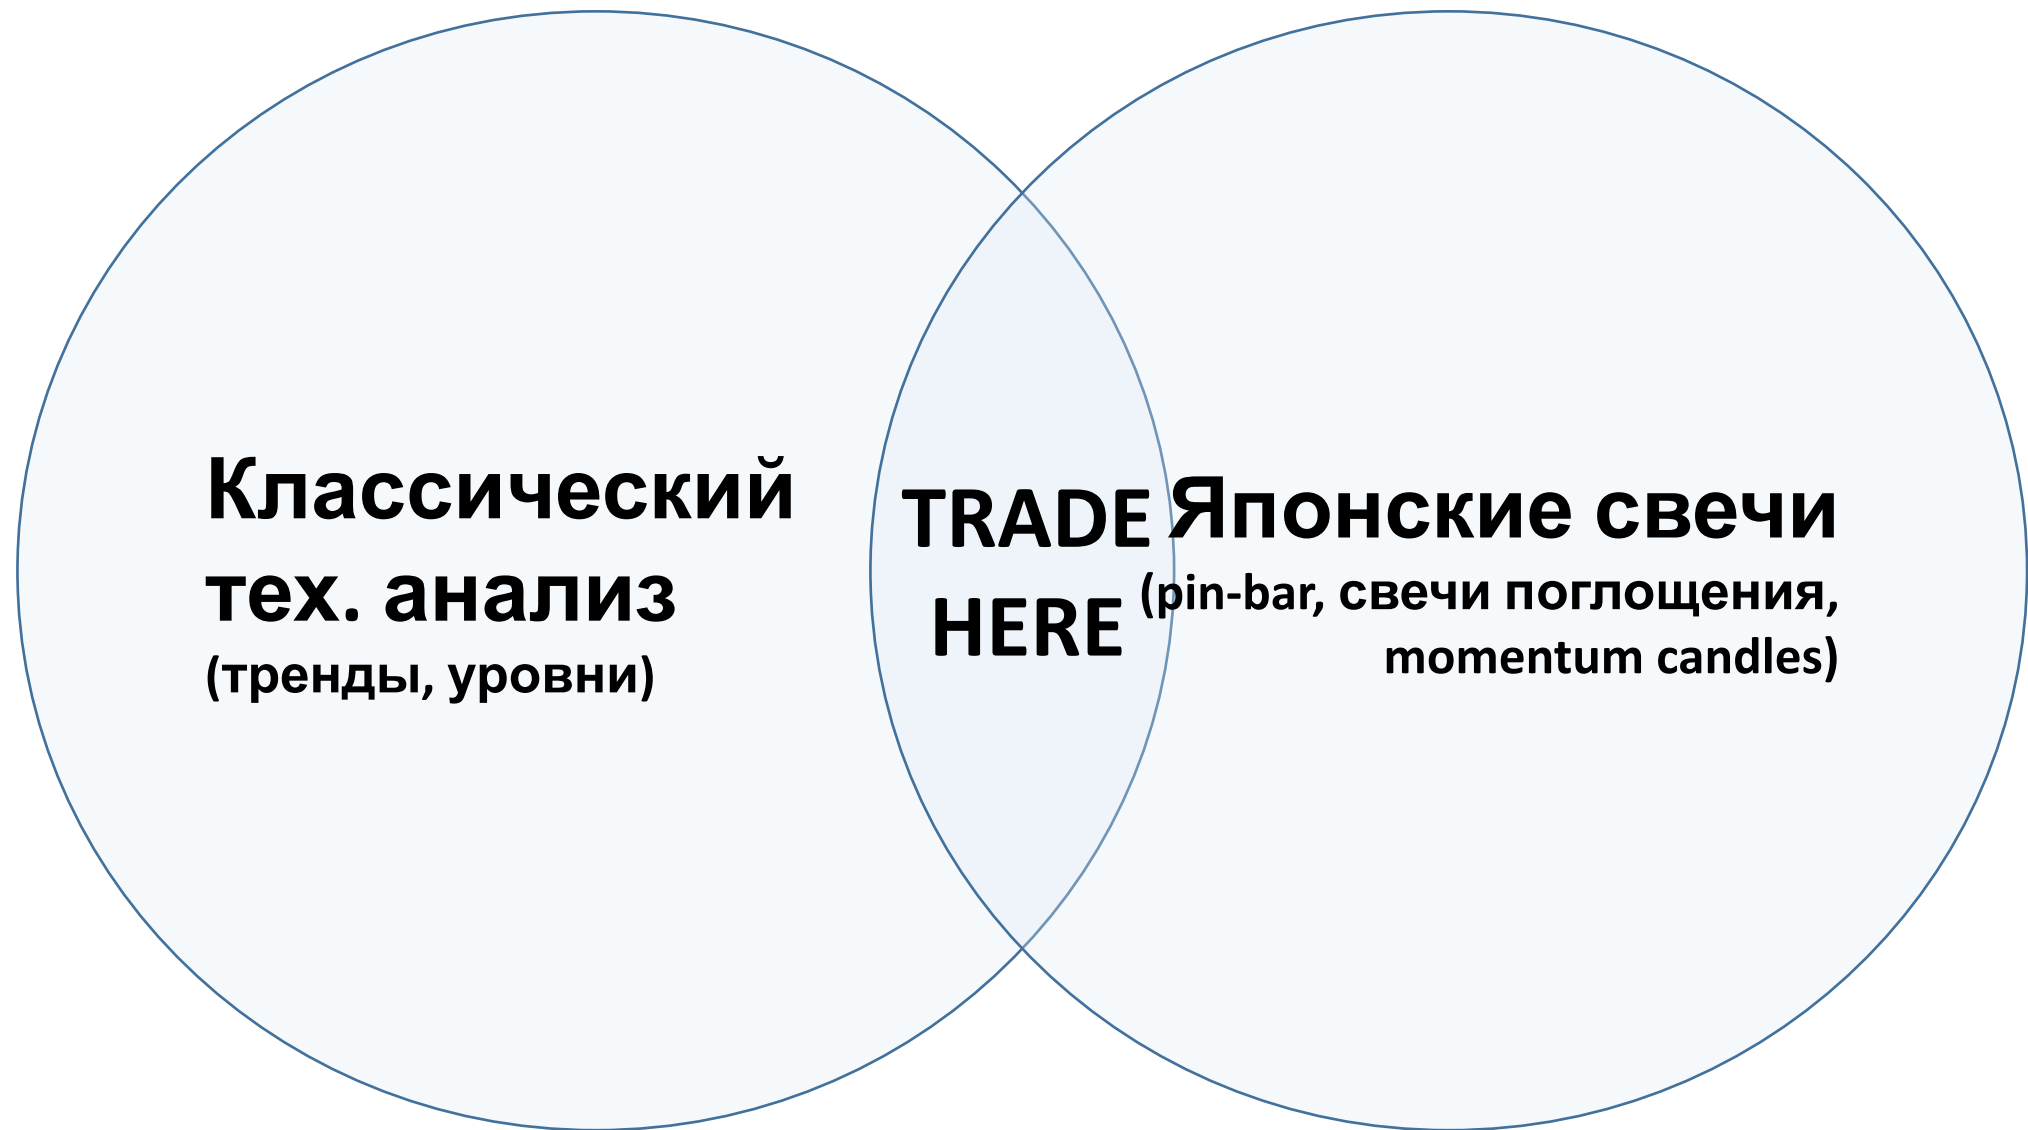 Классический
тех. анализ
(тренды, уровни)
TRADE
HERE
Японские свечи
(pin-bar, свечи поглощения,
momentum candles)